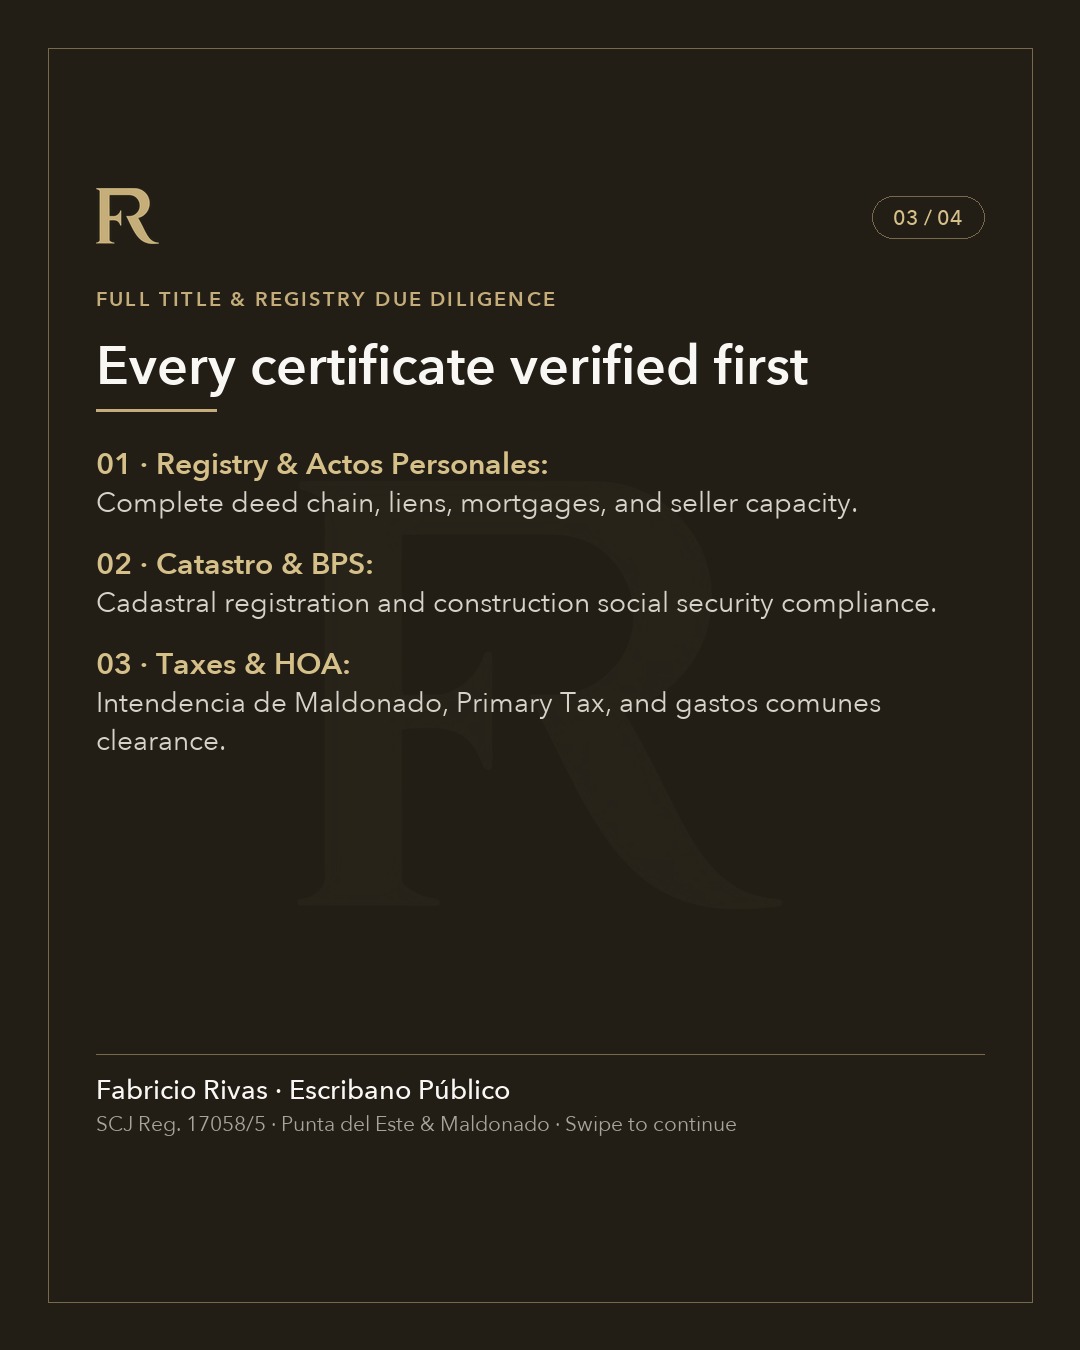 R
03 / 04
FULL TITLE & REGISTRY DUE DILIGENCE
Every certificate verified first
01 · Registry & Actos Personales:
Complete deed chain, liens, mortgages, and seller capacity.
02 · Catastro & BPS:
Cadastral registration and construction social security compliance.
03 · Taxes & HOA:
Intendencia de Maldonado, Primary Tax, and gastos comunes
clearance.
Fabricio Rivas · Escribano Público
SCJ Reg. 17058/5 · Punta del Este & Maldonado · Swipe to continue